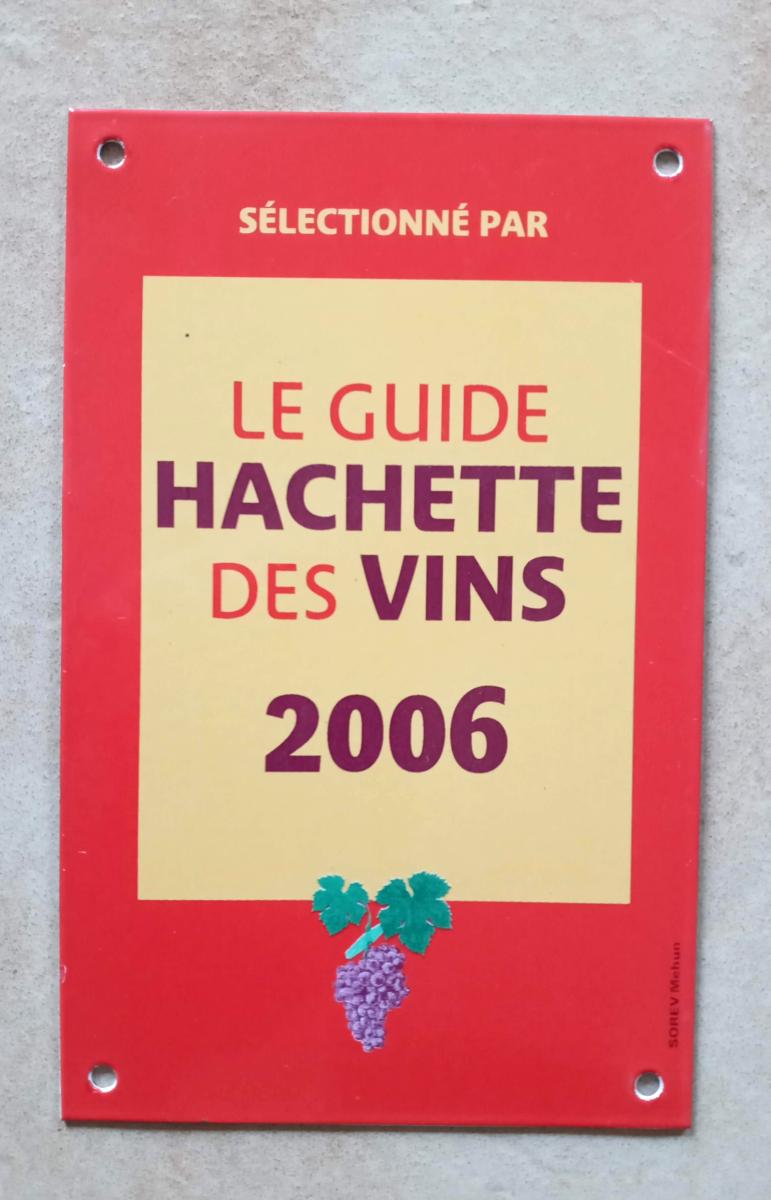 SÉLECTIONNÉ PAR
LE GUIDE
HACHETTE
DES VINS
2006
SOREV Mehun